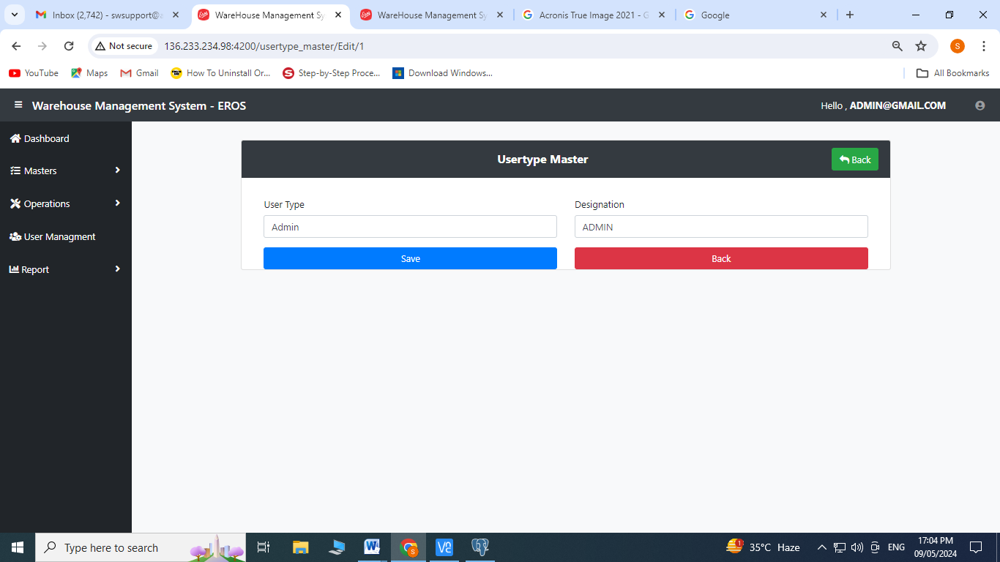 Inbox (2,742) - swsupport@a
WareHouse Management Sy
WareHouse Management Sy
Acronis True Image 2021 - G
Google
Not secure
136.233.234.98:4200/usertype_master/Edit/1
S
YouTube
Maps
Gmail
How To Uninstall Or...
Step-by-Step Proce...
Download Windows...
All Bookmarks
Warehouse Management System - EROS
Hello , ADMIN@GMAIL.COM
Dashboard
Masters
Operations
User Managment
Report
Usertype Master
Back
User Type
Designation
Admin
ADMIN
Save
Back
Type here to search
35°C Haze
ENG
17:04 PM
09/05/2024